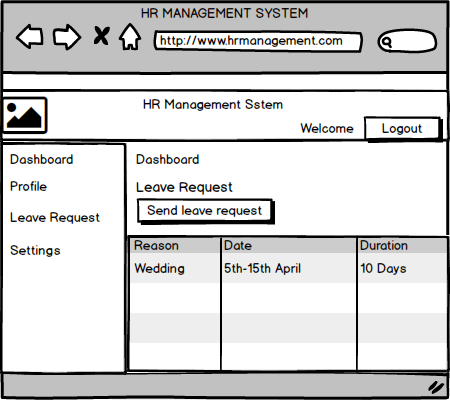 HR MANAGEMENT SYSTEM
http://www.hrmanagement.com
HR Management Sstem
Welcome Logout
Dashboard
Profile
Leave Request
Settings
Dashboard
Leave Request
Send leave request
Reason Date Duration
Wedding 5th-15th April 10 Days